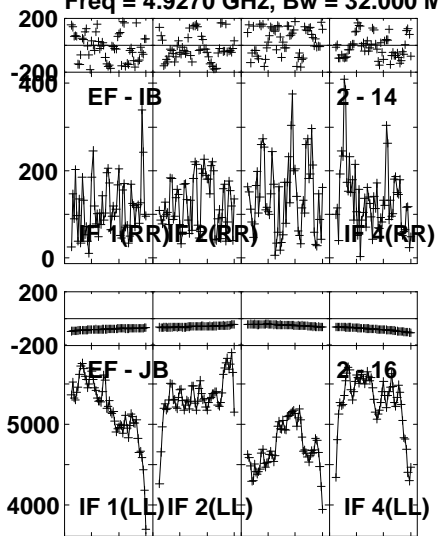 Freq = 4.9270 GHz, Bw = 32.000 M
200
-200
400
EF - IB
2 - 14
200
0
IF 1(RR) IF 2(RR) IF 4(RR)
200
-200
EF - JB
2 - 16
5000
4000
IF 1(LL) IF 2(LL) IF 4(LL)